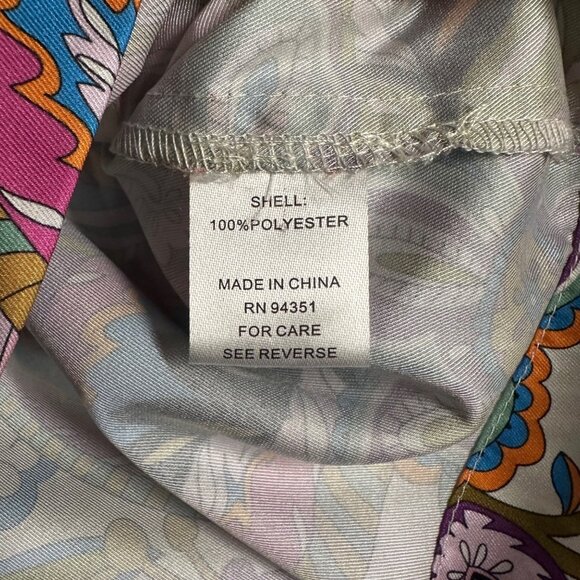 SHELL:
100%POLYESTER
MADE IN CHINA
RN 94351
FOR CARE
SEE REVERSE